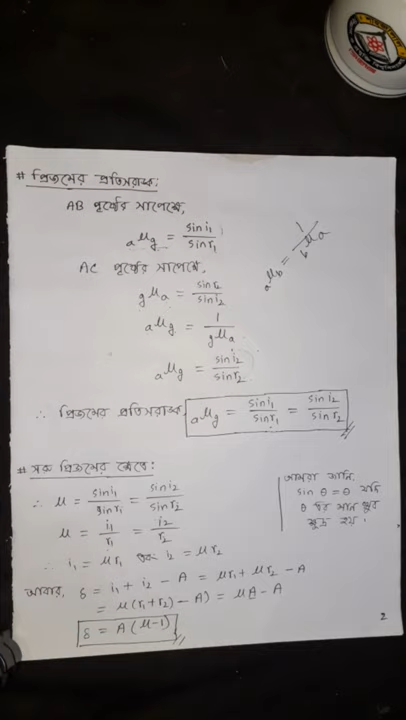 # প্রিজমের প্রতিসরাঙ্ক:
AB পৃষ্ঠের সাপেক্ষে,
aμg = sin i₁ / sin r₁
AC পৃষ্ঠের সাপেক্ষে,
gμa = sin r₂ / sin i₂
aμb = 1 / bμa
aμg = 1 / gμa
aμg = sin i₂ / sin r₂
∴ প্রিজমের প্রতিসরাঙ্ক, aμg = sin i₁ / sin r₁ = sin i₂ / sin r₂
# সরু প্রিজমের ক্ষেত্রে:
∴ μ = sin i₁ / sin r₁ = sin i₂ / sin r₂
μ = i₁ / r₁ = i₂ / r₂
∴ i₁ = μr₁ এবং i₂ = μr₂
আমরা জানি,
sin θ = θ যদি
θ এর মান খুব
ক্ষুদ্র হয়।
আবার, δ = i₁ + i₂ − A = μr₁ + μr₂ − A
= μ(r₁ + r₂) − A) = μA − A
δ = A(μ−1)
2